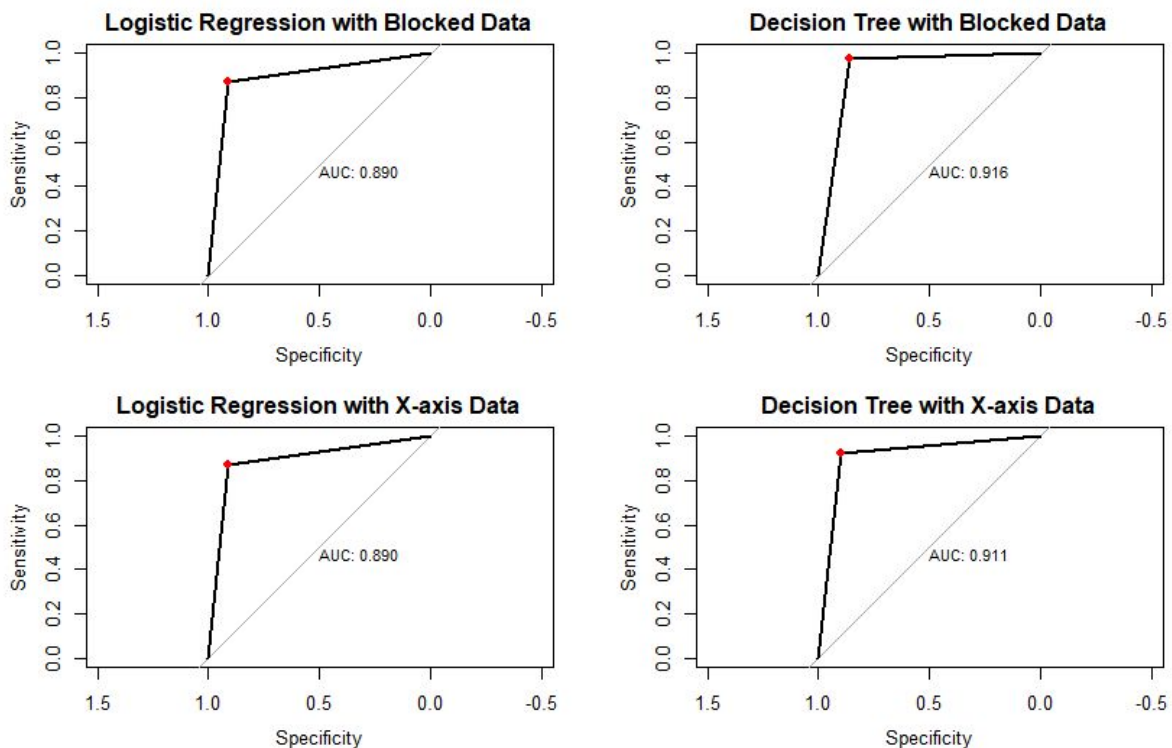 Logistic Regression with Blocked Data
Sensitivity
0.0 0.2 0.4 0.6 0.8 1.0
AUC: 0.890
1.5 1.0 0.5 0.0 -0.5
Specificity
Decision Tree with Blocked Data
Sensitivity
0.0 0.2 0.4 0.6 0.8 1.0
AUC: 0.916
1.5 1.0 0.5 0.0 -0.5
Specificity
Logistic Regression with X-axis Data
Sensitivity
0.0 0.2 0.4 0.6 0.8 1.0
AUC: 0.890
1.5 1.0 0.5 0.0 -0.5
Specificity
Decision Tree with X-axis Data
Sensitivity
0.0 0.2 0.4 0.6 0.8 1.0
AUC: 0.911
1.5 1.0 0.5 0.0 -0.5
Specificity